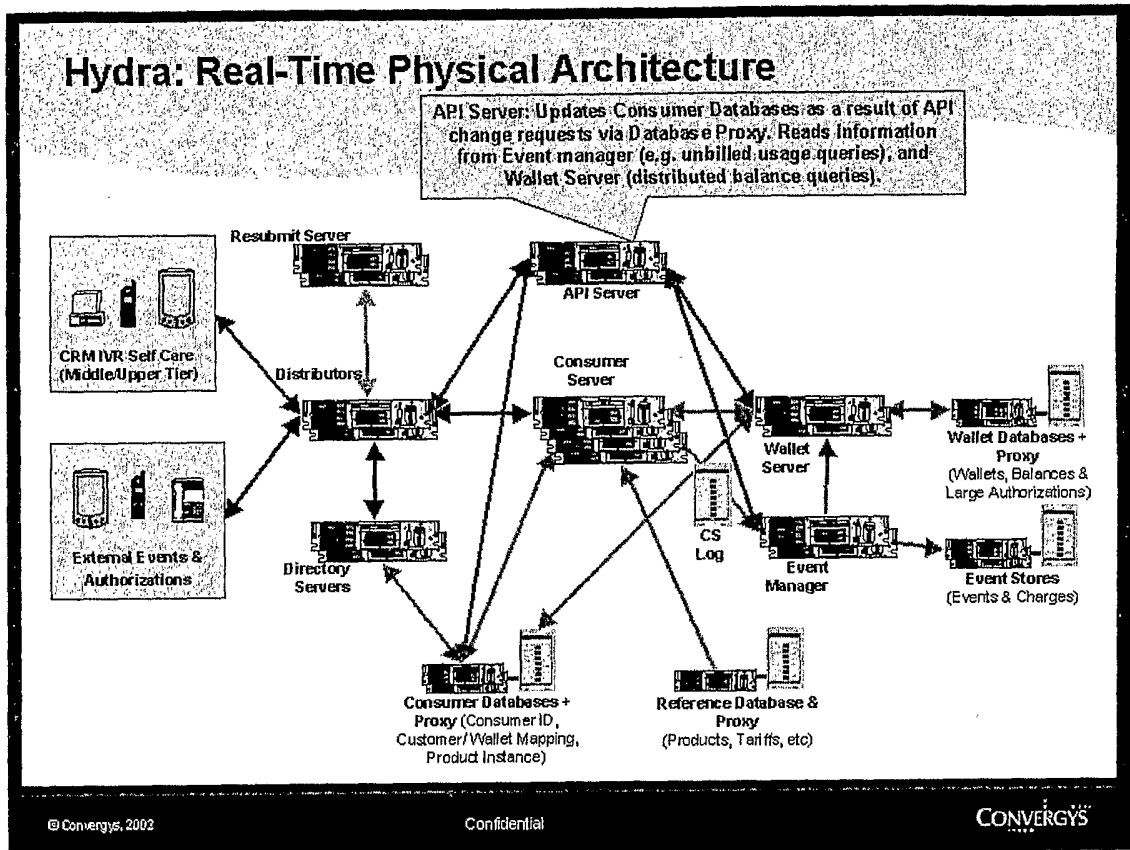 Hydra: Real-Time Physical Architecture
API Server: Updates Consumer Databases as a result of API
change requests via Database Proxy. Reads Information
from Event manager (e.g. unbilled usage queries), and
Wallet Server (distributed balance queries).
Resubmit Server
API Server
CRM IVR Self Care
(Middle/Upper Tier)
Distributors
Consumer
Server
Wallet
Server
Wallet Databases +
Proxy
(Wallets, Balances &
Large Authorizations)
External Events &
Authorizations
Directory
Servers
CS
Log
Event
Manager
Event Stores
(Events & Charges)
Consumer Databases +
Proxy (Consumer ID,
Customer/Wallet Mapping,
Product Instance)
Reference Database &
Proxy
(Products, Tariffs, etc)
© Convergys, 2002
Confidential
CONVERGYS